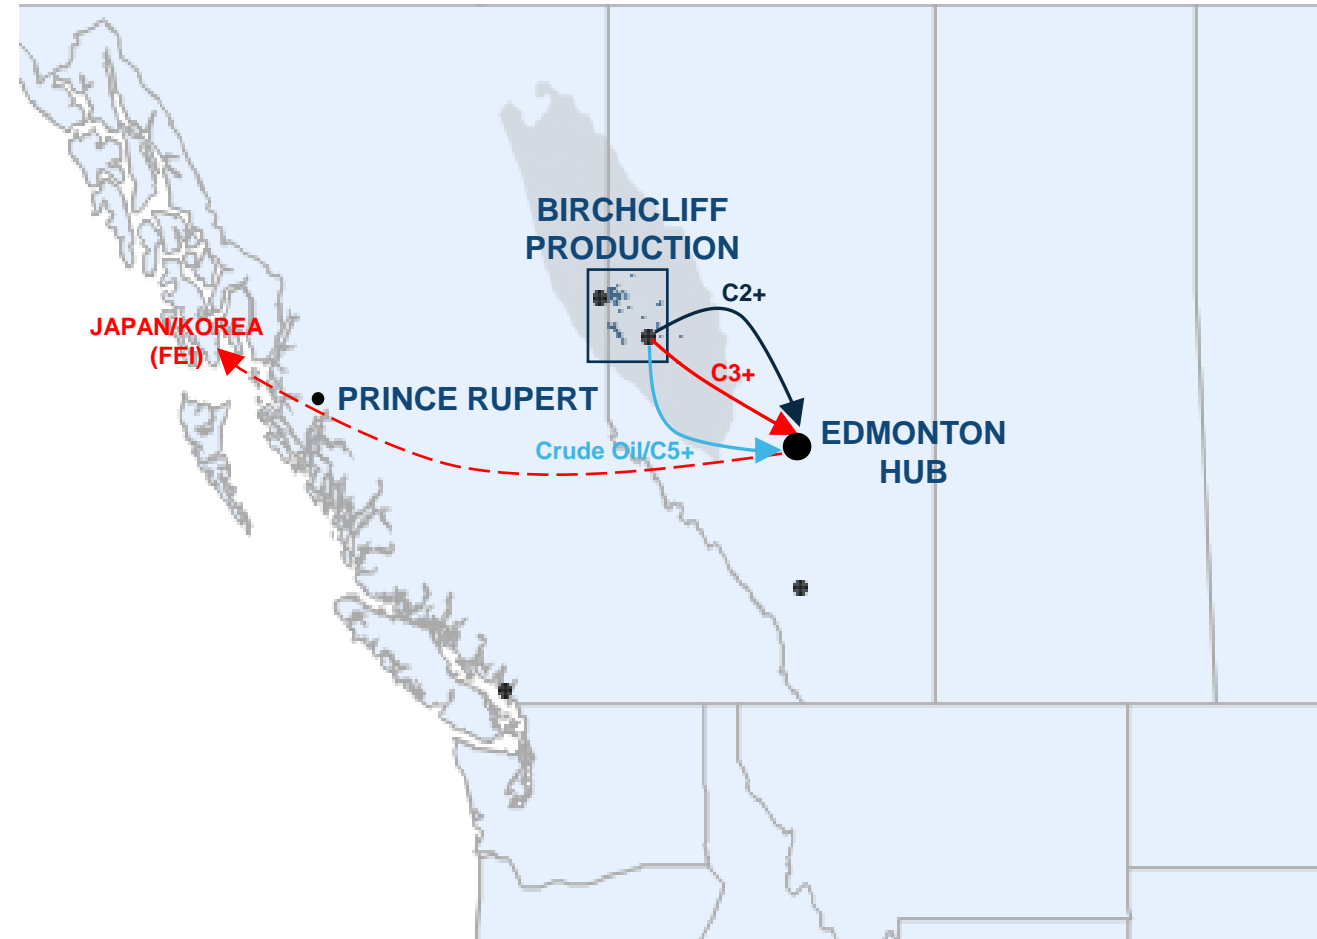 BIRCHCLIFF
PRODUCTION
C2+
JAPAN/KOREA
(FEI)
C3+
PRINCE RUPERT
Crude Oil/C5+
EDMONTON
HUB